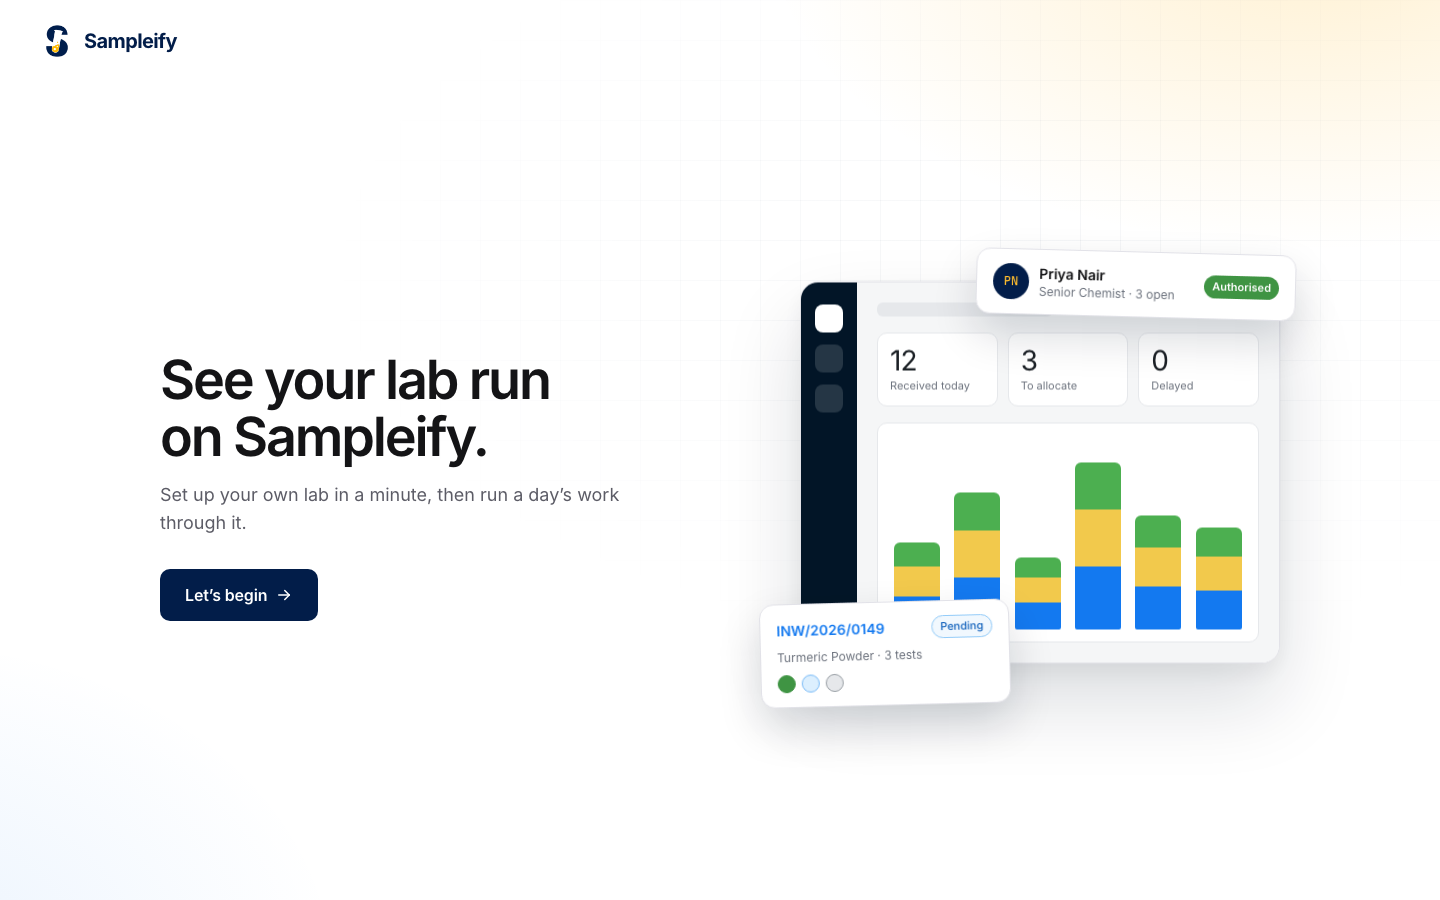 Sampleify
See your lab run
on Sampleify.
Set up your own lab in a minute, then run a day’s work
through it.
Let’s begin →
PN
Priya Nair
Senior Chemist · 3 open
Authorised
12
Received today
3
To allocate
0
Delayed
INW/2026/0149
Pending
Turmeric Powder · 3 tests